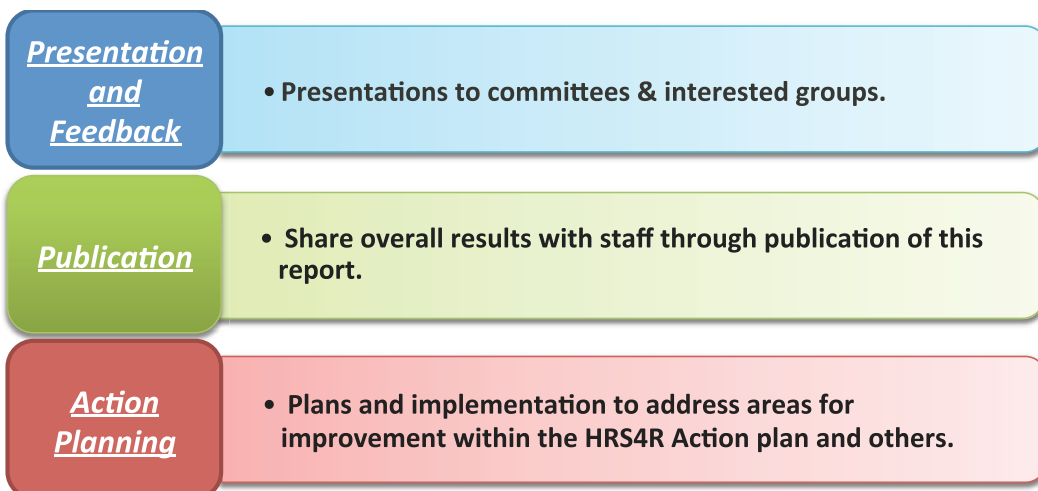 Presentation
and
Feedback
• Presentations to committees & interested groups.
Publication
• Share overall results with staff through publication of this
report.
Action
Planning
• Plans and implementation to address areas for
improvement within the HRS4R Action plan and others.